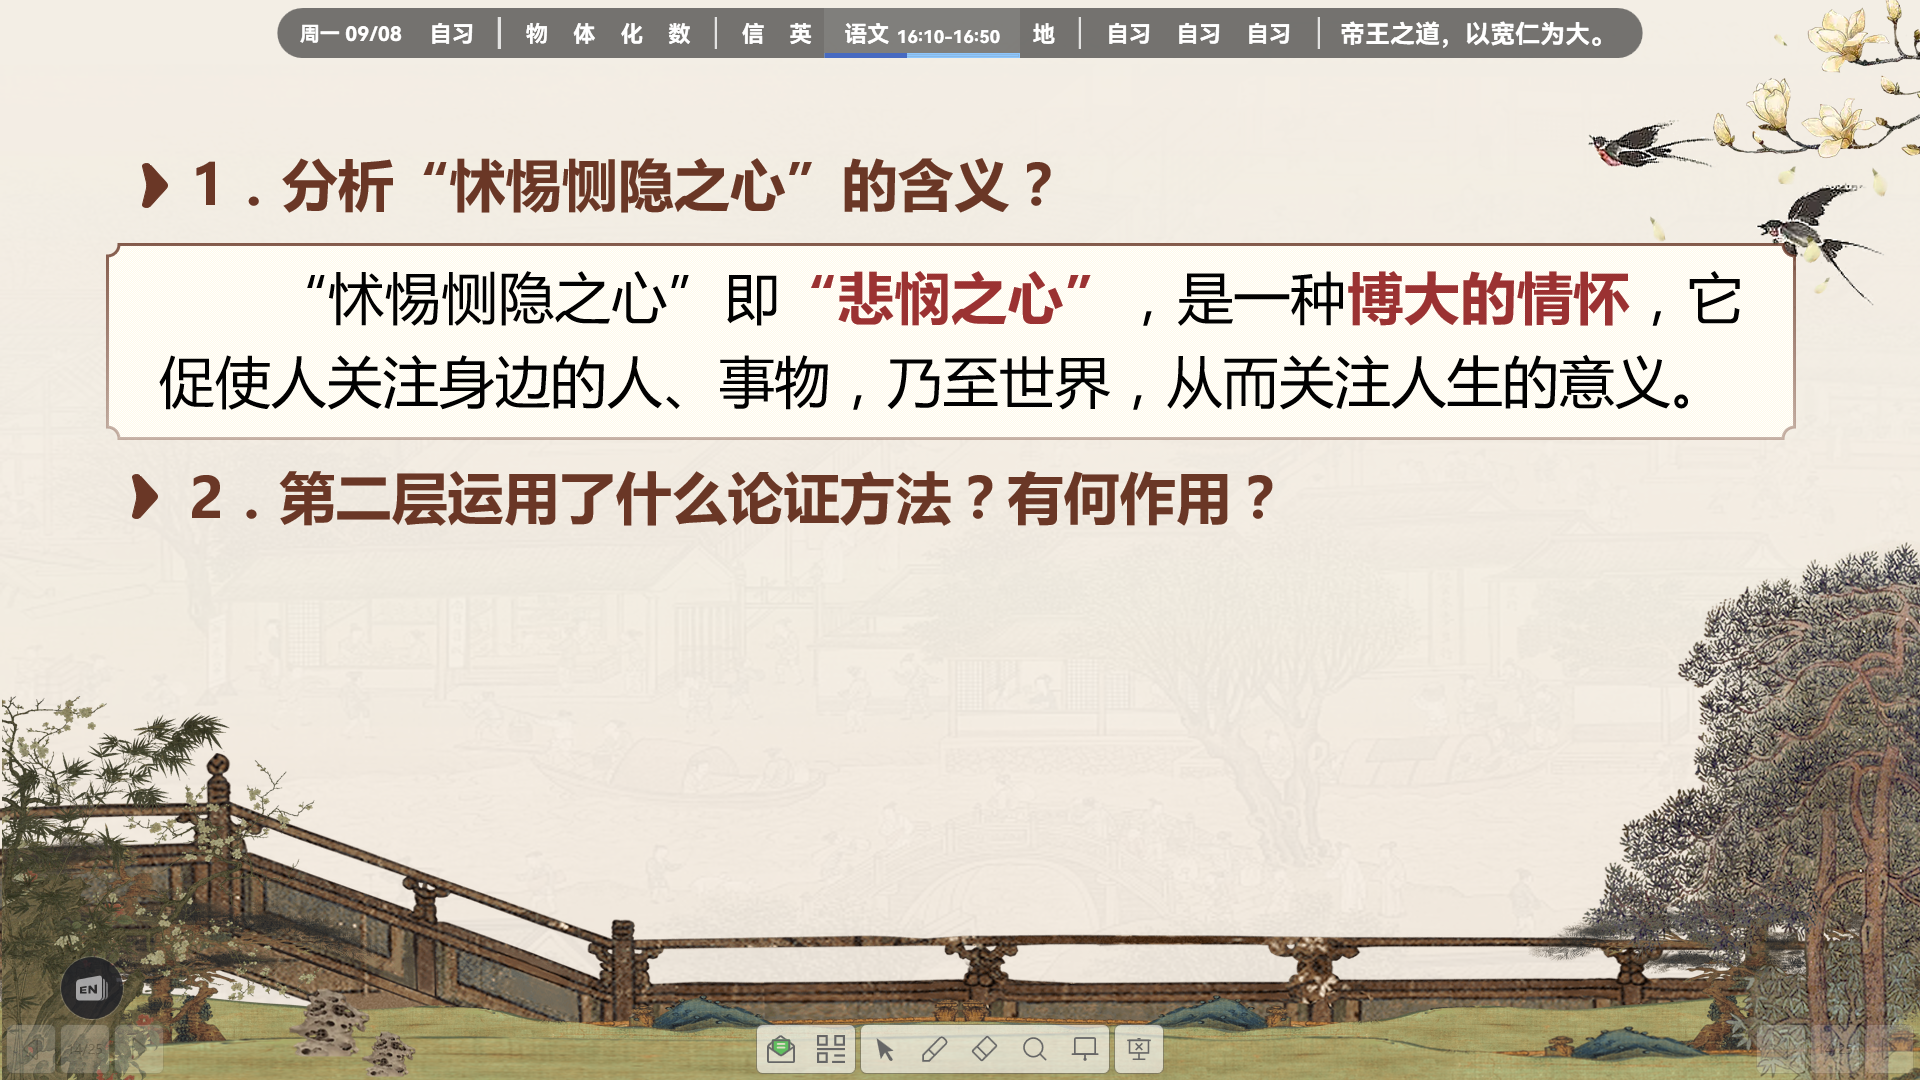 周一 09/08 自习 | 物 体 化 数 | 信 英 语文 16:10-16:50 地 | 自习 自习 自习 | 帝王之道，以宽仁为大。
1．分析“怵惕恻隐之心”的含义？
“怵惕恻隐之心”即“悲悯之心”，是一种博大的情怀，它
促使人关注身边的人、事物，乃至世界，从而关注人生的意义。
2．第二层运用了什么论证方法？有何作用？
EN
14/25